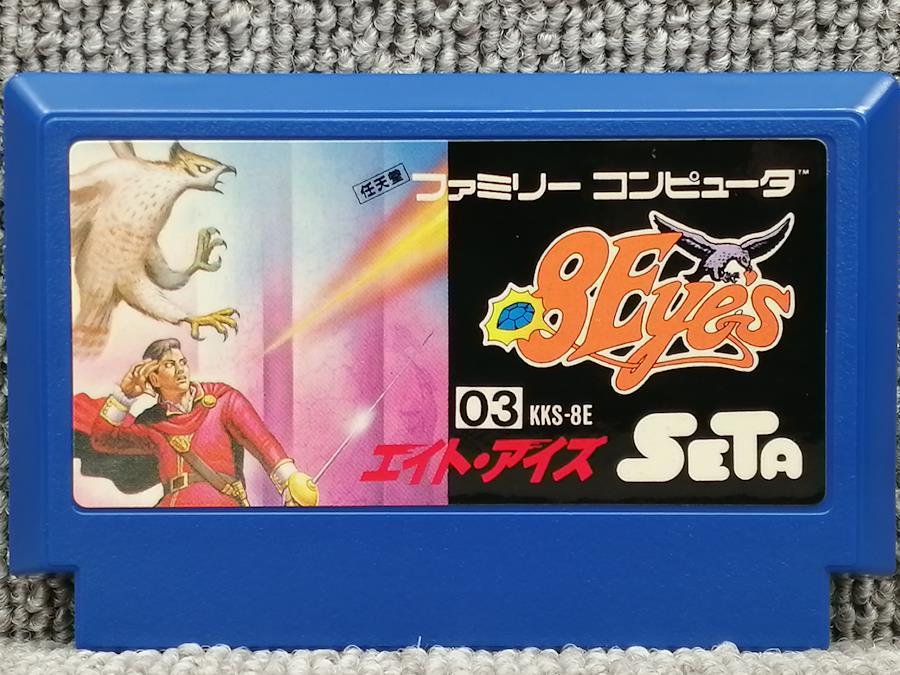 任天堂
ファミリー コンピュータ™
8Eye's
03 KKS-8E
エイト・アイズ
SETA